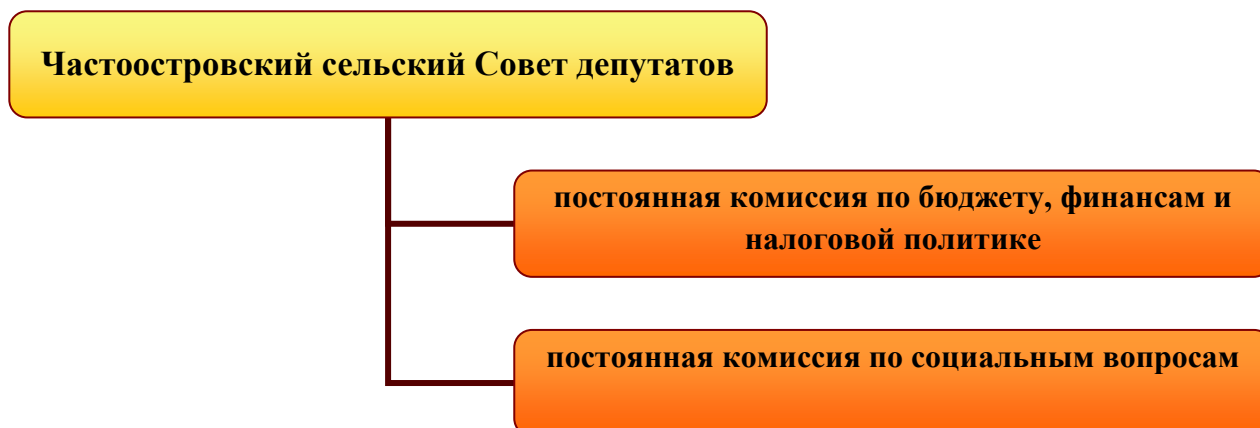 Частоостровский сельский Совет депутатов
постоянная комиссия по бюджету, финансам и
налоговой политике
постоянная комиссия по социальным вопросам